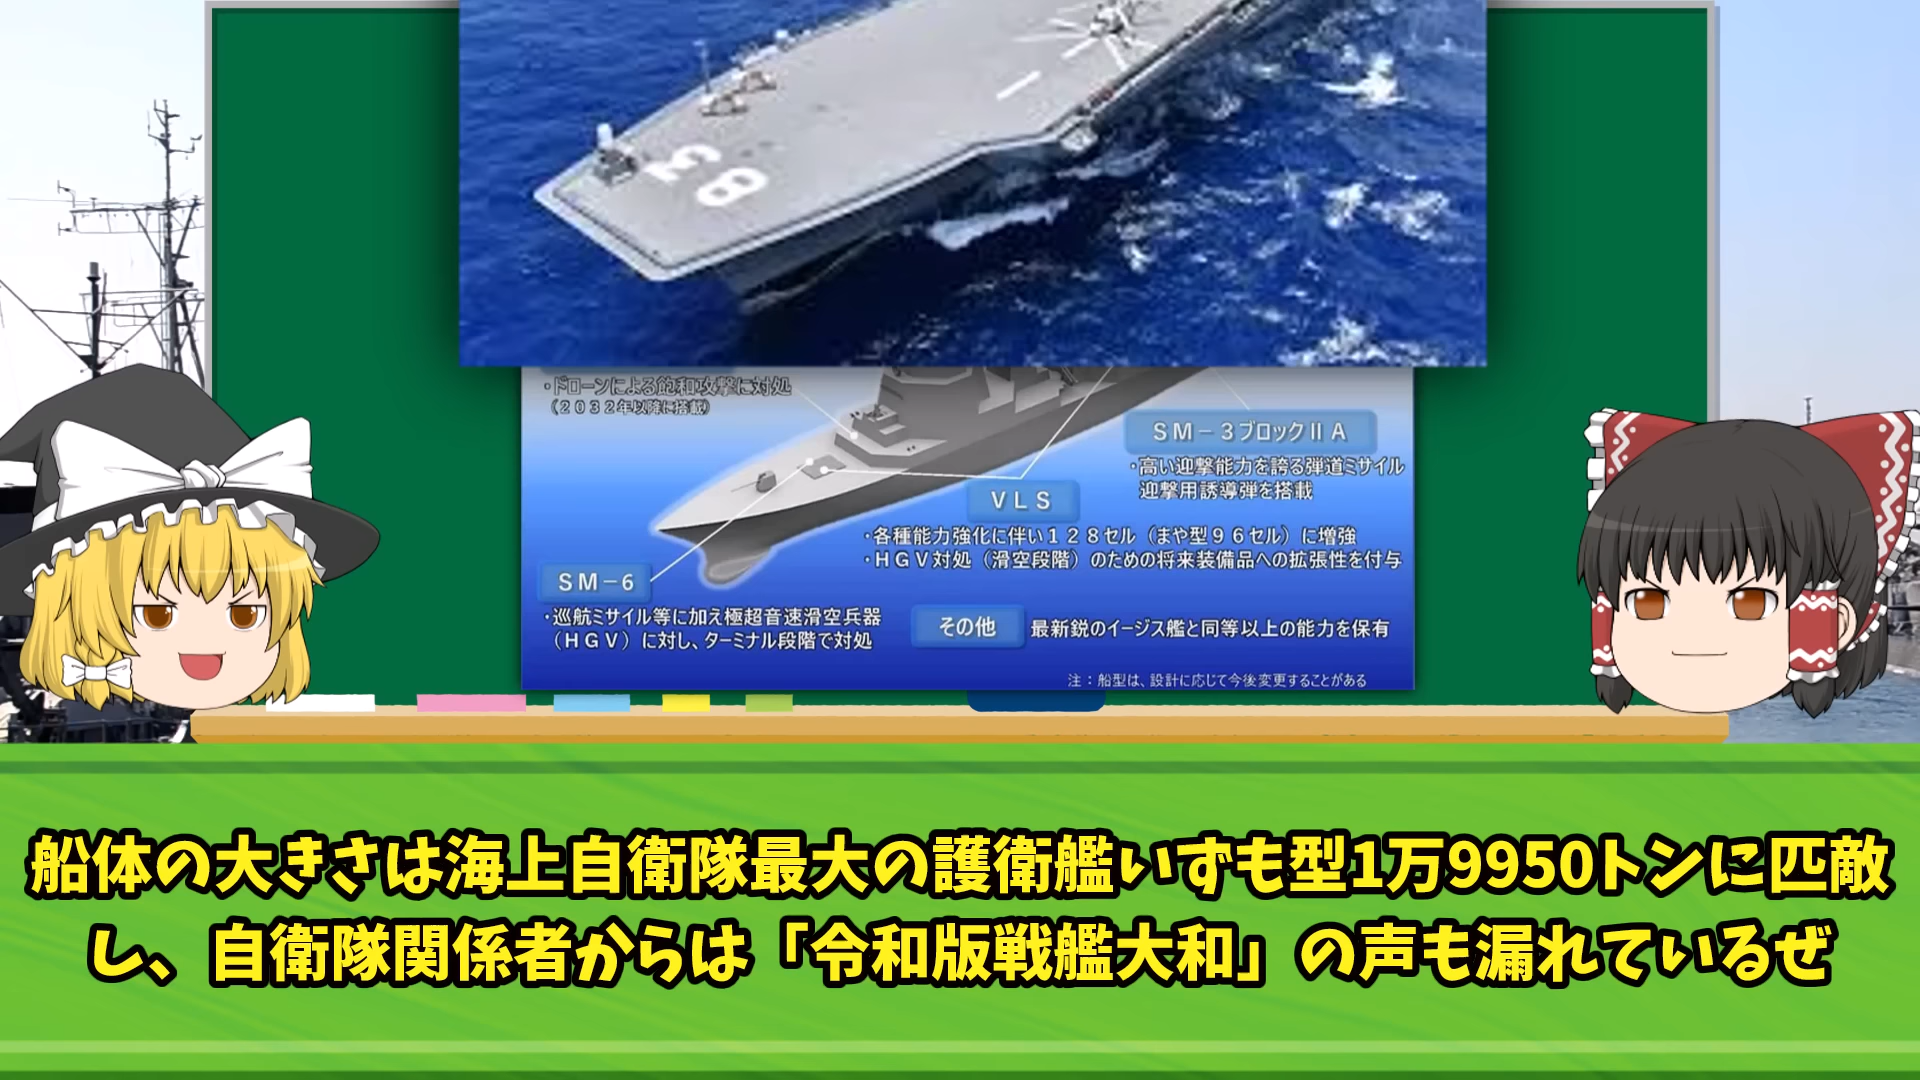 83
・ドローンによる飽和攻撃に対処
（２０３２年以降に搭載）
ＳＭ－３ブロックⅡＡ
・高い迎撃能力を誇る弾道ミサイル
迎撃用誘導弾を搭載
ＶＬＳ
・各種能力強化に伴い１２８セル（まや型９６セル）に増強
・ＨＧＶ対処（滑空段階）のための将来装備品への拡張性を付与
ＳＭ－６
・巡航ミサイル等に加え極超音速滑空兵器
（ＨＧＶ）に対し、ターミナル段階で対処
その他
最新鋭のイージス艦と同等以上の能力を保有
注：船型は、設計に応じて今後変更することがある
船体の大きさは海上自衛隊最大の護衛艦いずも型1万9950トンに匹敵
し、自衛隊関係者からは「令和版戦艦大和」の声も漏れているぜ